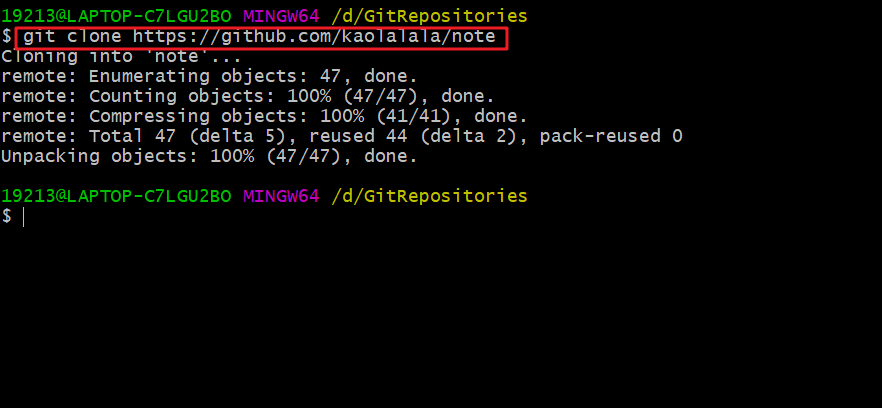 19213@LAPTOP-C7LGU2BO MINGW64 /d/GitRepositories
$ git clone https://github.com/kaolalala/note
Cloning into 'note'...
remote: Enumerating objects: 47, done.
remote: Counting objects: 100% (47/47), done.
remote: Compressing objects: 100% (41/41), done.
remote: Total 47 (delta 5), reused 44 (delta 2), pack-reused 0
Unpacking objects: 100% (47/47), done.
19213@LAPTOP-C7LGU2BO MINGW64 /d/GitRepositories
$